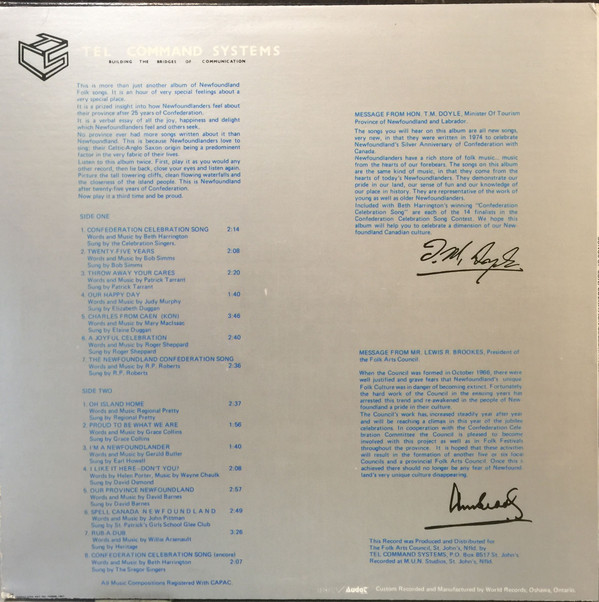 TEL COMMAND SYSTEMS
BUILDING THE BRIDGES OF COMMUNICATION
This is more than just another album of Newfoundland
Folk songs. It is an hour of very special feelings about a
very special place.
It is a prized insight into how Newfoundlanders feel about
their province after 25 years of Confederation.
It is a verbal essay of all the joy, happiness and delight
which Newfoundlanders feel and others seek.
No province ever had more songs written about it than
Newfoundland. This is because Newfoundlanders love to
sing; their Celtic-Anglo Saxon origin being a predominant
factor in the very fabric of their lives.
Listen to this album twice. First, play it as you would any
other record, then lie back, close your eyes and listen again.
Picture the tall towering cliffs, clean flowing waterfalls and
the closeness of the island people. This is Newfoundland
after twenty-five years of Confederation.
Now play it a third time and be proud.
SIDE ONE
1. CONFEDERATION CELEBRATION SONG 2:14
Words and Music by Beth Harrington
Sung by the Celebration Singers.
2. TWENTY FIVE YEARS 2:08
Words and Music by Bob Simms
Sung by Bob Simms
3. THROW AWAY YOUR CARES 2:20
Words and Music by Patrick Tarrant
Sung by Patrick Tarrant
4. OUR HAPPY DAY 1:40
Words and Music by Judy Murphy
Sung by Elizabeth Duggan
5. CHARLES FROM CAEN (KONI) 3:46
Words and Music by Mary MacIsaac
Sung by Elaine Duggan
6. A JOYFUL CELEBRATION 2:40
Words and Music by Roger Sheppard
Sung by Roger Sheppard
7. THE NEWFOUNDLAND CONFEDERATION SONG
Words and Music by R.P. Roberts 2:36
Sung by R.P. Roberts
SIDE TWO
1. OH ISLAND HOME 2:37
Words and Music by Regional Pretty
Sung by Regional Pretty
2. PROUD TO BE WHAT WE ARE 1:56
Words and Music by Grace Collins
Sung by Grace Collins
3. I'M A NEWFOUNDLANDER 1:40
Words and Music by Gerald Butler
Sung by Earl Howell
4. I LIKE IT HERE-DON'T YOU! 2:08
Words by Helen Porter, Music by Wayne Chaulk
Sung by David Osmond
5. OUR PROVINCE NEWFOUNDLAND 2:57
Words and Music by David Barnes
Sung by David Barnes
6. SPELL CANADA N E W F O U N D L A N D 2:49
Words and Music by John Pittman
Sung by St. Patrick's Girls School Glee Club
7. RUB-A-DUB 3:36
Words and Music by Willie Arsenault
Sung by Heritage
8. CONFEDERATION CELEBRATION SONG (encore)
Words and Music by Beth Harrington 2:07
Sung by The Singor Singers
All Music Compositions Registered With CAPAC.
MESSAGE FROM HON. T.M. DOYLE, Minister Of Tourism
Province of Newfoundland and Labrador.
The songs you will hear on this album are all new songs,
very new, in that they were written in 1974 to celebrate
Newfoundland's Silver Anniversary of Confederation with
Canada.
Newfoundlanders have a rich store of folk music... music
from the hearts of our forebears. The songs on this album
are the same kind of music, in that they come from the
hearts of today's Newfoundlanders. They demonstrate our
pride in our land, our sense of fun and our knowledge of
our place in history. They are representative of the work of
young as well as older Newfoundlanders.
Included with Beth Harrington's winning "Confederation
Celebration Song" are each of the 14 finalists in the
Confederation Celebration Song Contest. We hope this
album will help you to celebrate a dimension of our New-
foundland Canadian culture.
T.M. Doyle
MESSAGE FROM MR. LEWIS R. BROOKES, President of
the Folk Arts Council.
When the Council was formed in October 1966, there were
well justified and grave fears that Newfoundland's unique
Folk Culture was in danger of becoming extinct. Fortunately
the hard work of the Council in the ensuing years has
arrested this trend and re-awakened in the people of New-
foundland a pride in their culture.
The Council's work has increased steadily year after year
and will be reaching a climax in this year of the jubilee
celebrations. In cooperation with the Confederation Cele-
bration Committee the Council is pleased to become
involved with this project as well as in Folk Festivals
throughout the province. It is hoped that these activities
will result in the formation of another five or six local
Councils and a provincial Folk Arts Council. Once this is
achieved there should no longer be any fear of Newfound-
land's very unique culture disappearing.
This Record was Produced and Distributed for
The Folk Arts Council, St. John's, Nfld. by
TEL COMMAND SYSTEMS, P.O. Box 8517 St. John's.
Recorded at M.U.N. Studios, St. John's, Nfld.
Custom Recorded and Manufactured by World Records, Oshawa, Ontario.